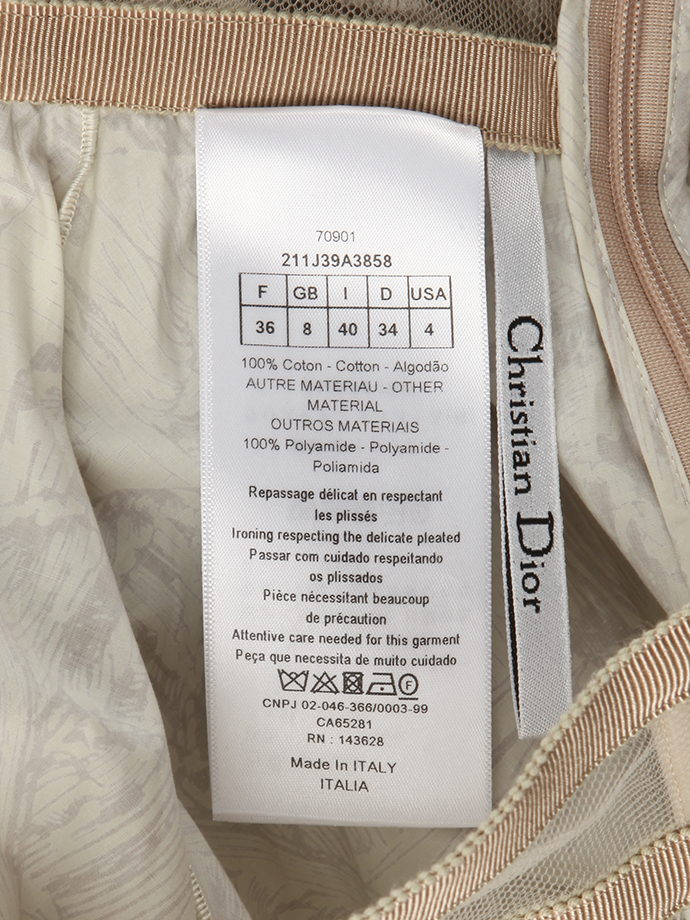 70901
211J39A3858
F GB I D USA
36 8 40 34 4
100% Coton - Cotton - Algodão
AUTRE MATERIAU - OTHER
MATERIAL
OUTROS MATERIAIS
100% Polyamide - Polyamide -
Poliamida
Repassage délicat en respectant
les plissés
Ironing respecting the delicate pleated
Passar com cuidado respeitando
os plissados
Pièce nécessitant beaucoup
de précaution
Attentive care needed for this garment
Peça que necessita de muito cuidado
F
CNPJ 02-046-366/0003-99
CA65281
RN : 143628
Made In ITALY
ITALIA
Christian Dior